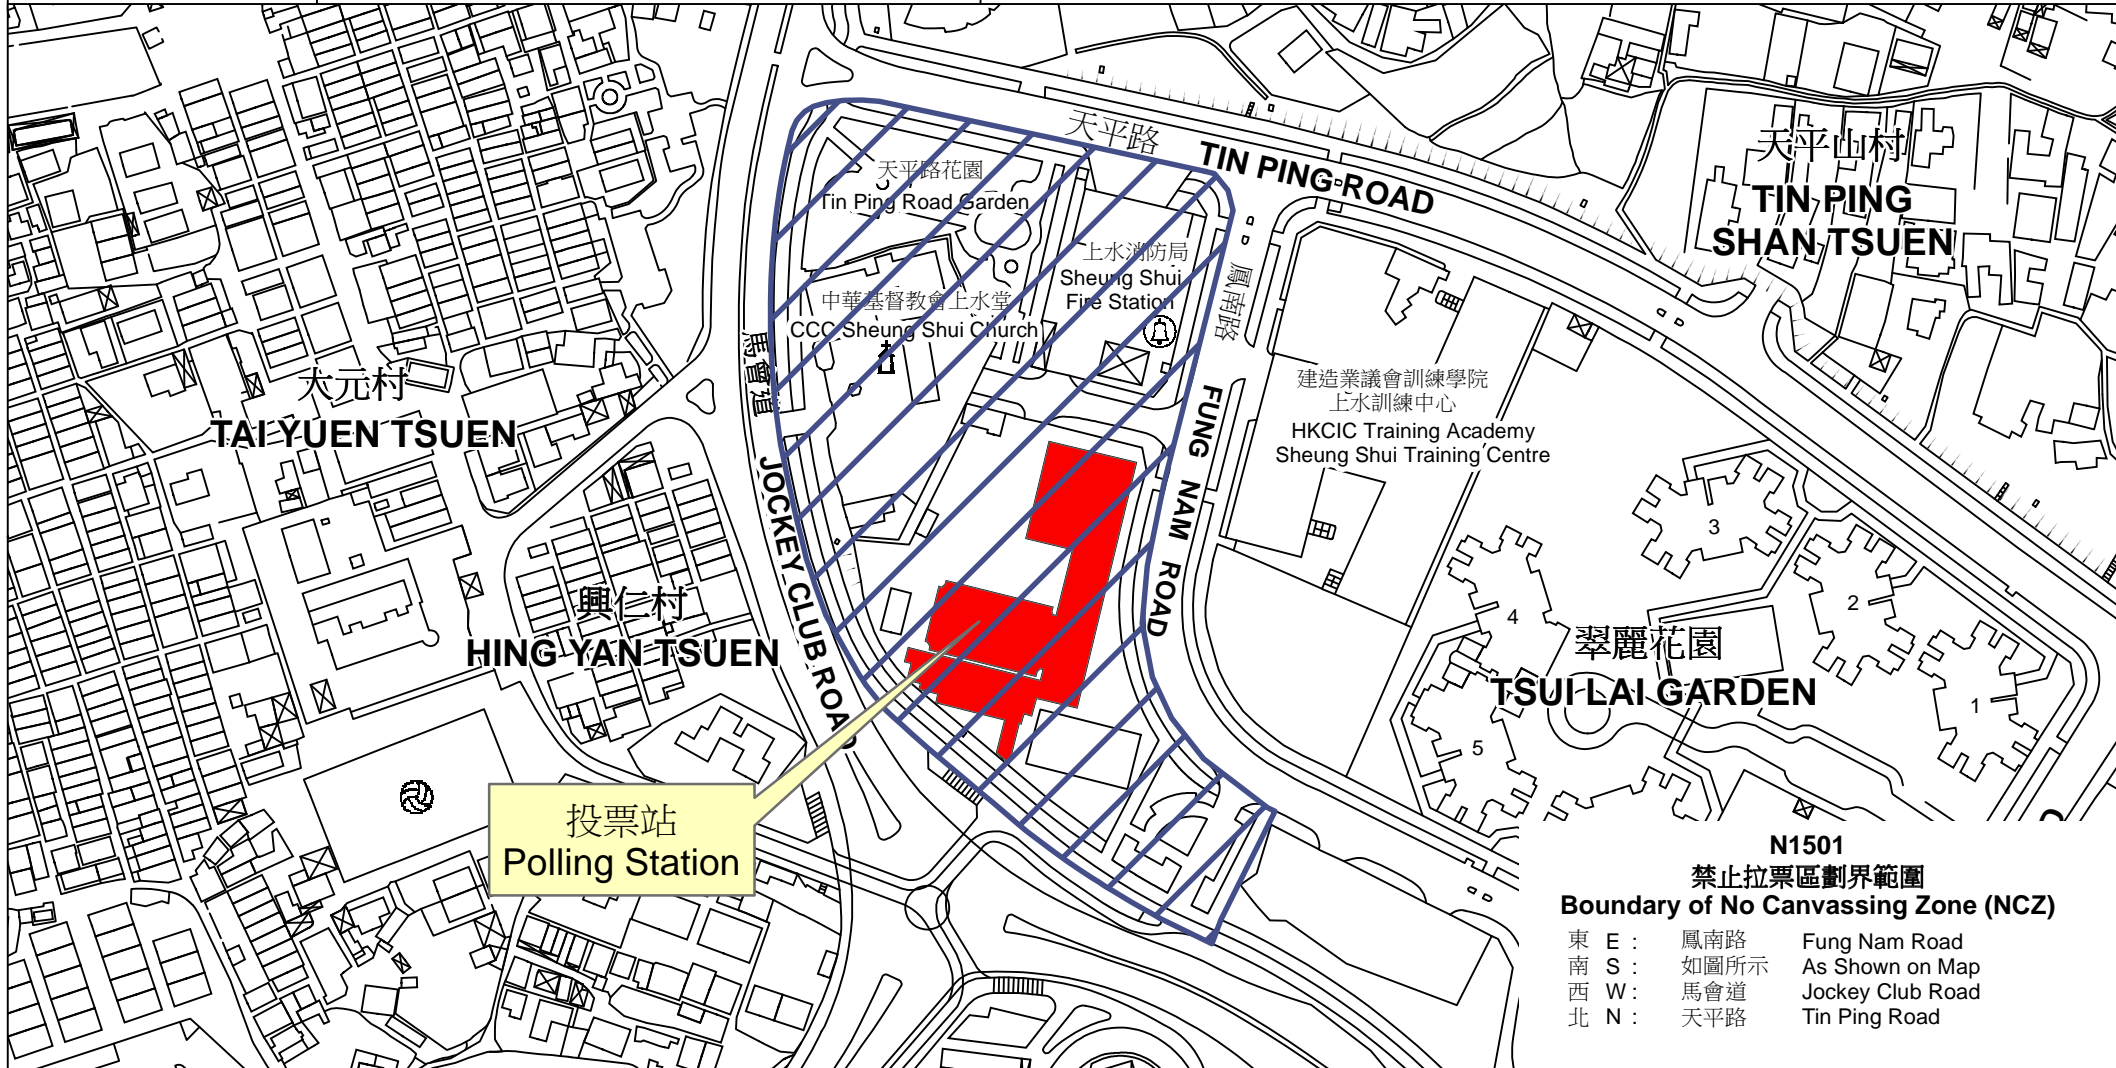 天平路
TIN PING ROAD
天平山村
TIN PING
SHAN TSUEN
天平路花園
Tin Ping Road Garden
上水消防局
Sheung Shui
Fire Station
鳳南路
中華基督教會上水堂
CCC Sheung Shui Church
馬會道
大元村
TAI YUEN TSUEN
建造業議會訓練學院
上水訓練中心
HKCIC Training Academy
Sheung Shui Training Centre
FUNG NAM ROAD
JOCKEY CLUB ROAD
3
2
4
1
5
興仁村
HING YAN TSUEN
翠麗花園
TSUI LAI GARDEN
投票站
Polling Station
N1501
禁止拉票區劃界範圍
Boundary of No Canvassing Zone (NCZ)
東 E : 鳳南路 Fung Nam Road
南 S : 如圖所示 As Shown on Map
西 W : 馬會道 Jockey Club Road
北 N : 天平路 Tin Ping Road